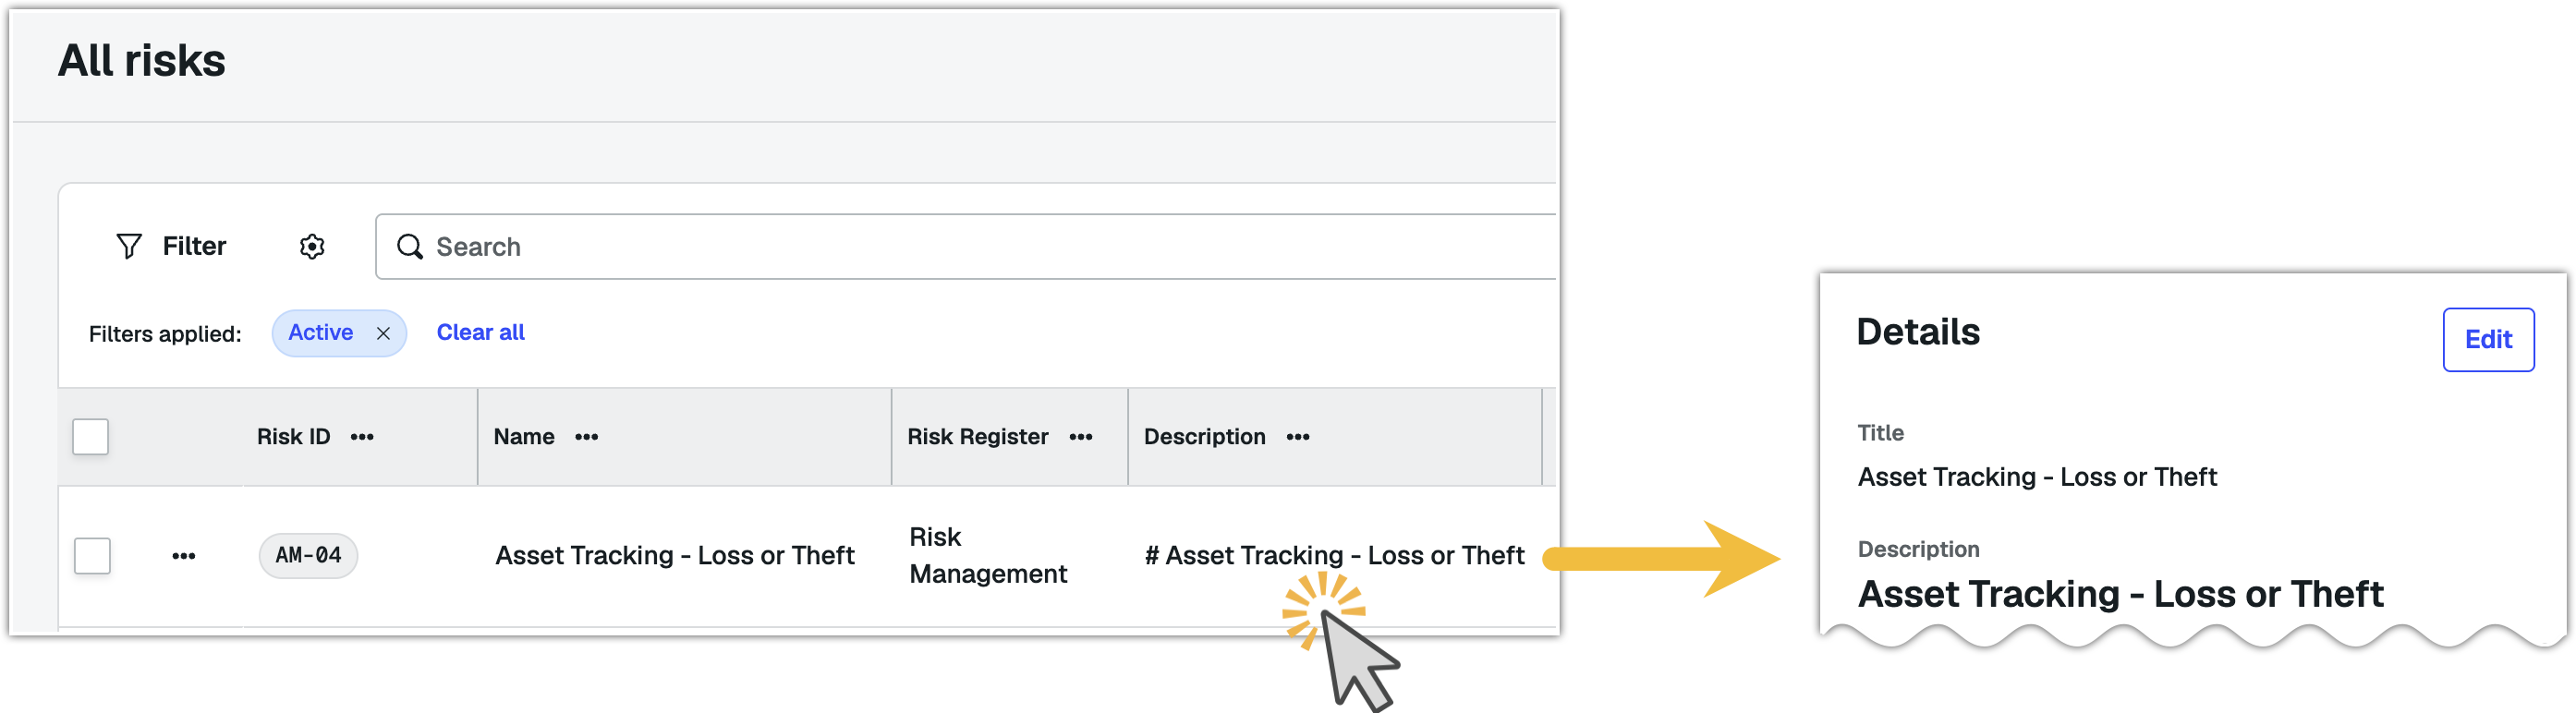 All risks
Filter
Search
Filters applied: Active Clear all
Risk ID ••• Name ••• Risk Register ••• Description •••
••• AM-04 Asset Tracking - Loss or Theft Risk Management # Asset Tracking - Loss or Theft
Details
Edit
Title
Asset Tracking - Loss or Theft
Description
Asset Tracking - Loss or Theft